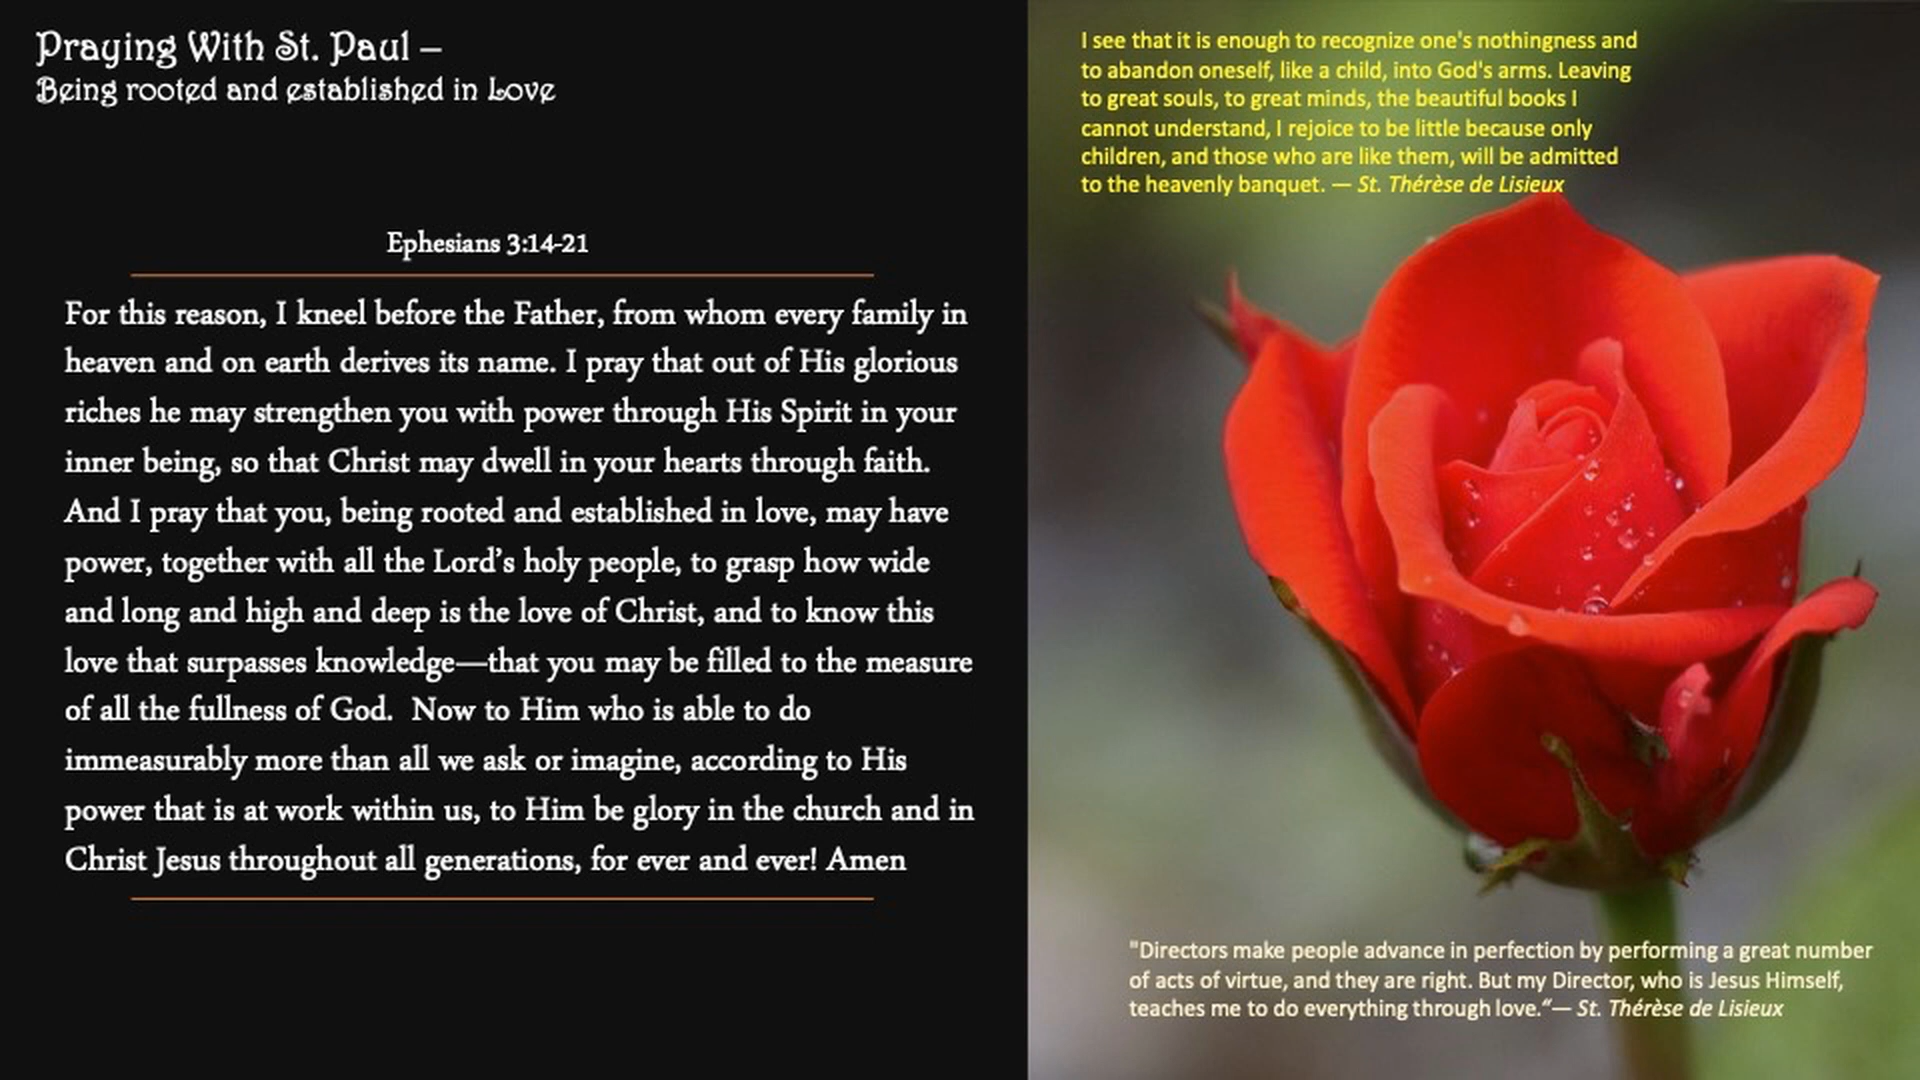 Praying With St. Paul –
Being rooted and established in Love
Ephesians 3:14-21
For this reason, I kneel before the Father, from whom every family in
heaven and on earth derives its name. I pray that out of His glorious
riches he may strengthen you with power through His Spirit in your
inner being, so that Christ may dwell in your hearts through faith.
And I pray that you, being rooted and established in love, may have
power, together with all the Lord’s holy people, to grasp how wide
and long and high and deep is the love of Christ, and to know this
love that surpasses knowledge—that you may be filled to the measure
of all the fullness of God.  Now to Him who is able to do
immeasurably more than all we ask or imagine, according to His
power that is at work within us, to Him be glory in the church and in
Christ Jesus throughout all generations, for ever and ever! Amen
I see that it is enough to recognize one's nothingness and
to abandon oneself, like a child, into God's arms. Leaving
to great souls, to great minds, the beautiful books I
cannot understand, I rejoice to be little because only
children, and those who are like them, will be admitted
to the heavenly banquet. — St. Thérèse de Lisieux
"Directors make people advance in perfection by performing a great number
of acts of virtue, and they are right. But my Director, who is Jesus Himself,
teaches me to do everything through love.“— St. Thérèse de Lisieux